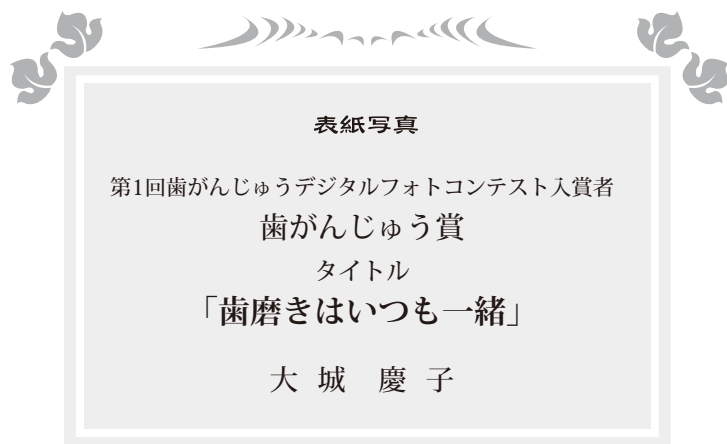 表紙写真
第1回歯がんじゅうデジタルフォトコンテスト入賞者
歯がんじゅう賞
タイトル
「歯磨きはいつも一緒」
大城 慶子